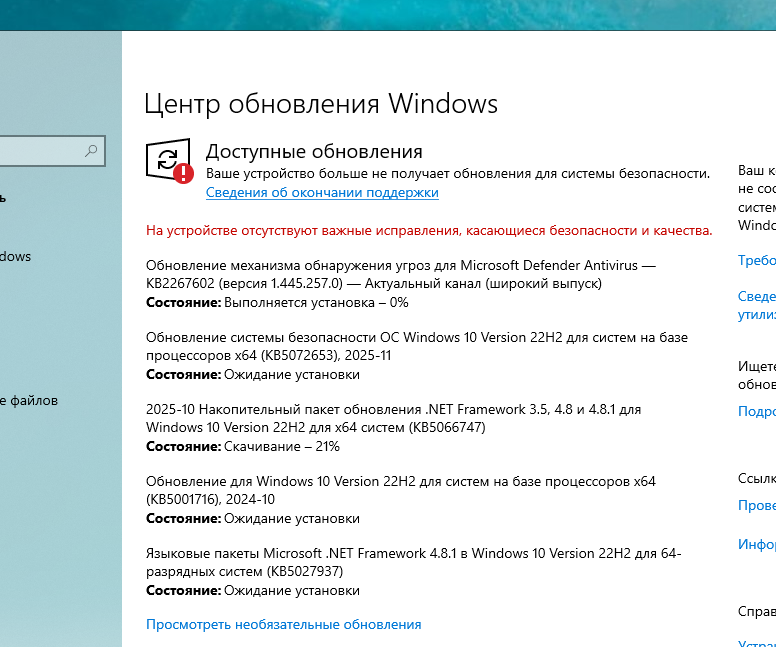 Центр обновления Windows
Доступные обновления
Ваше устройство больше не получает обновления для системы безопасности.
Сведения об окончании поддержки
На устройстве отсутствуют важные исправления, касающиеся безопасности и качества.
Обновление механизма обнаружения угроз для Microsoft Defender Antivirus —
KB2267602 (версия 1.445.257.0) — Актуальный канал (широкий выпуск)
Состояние: Выполняется установка – 0%
Обновление системы безопасности ОС Windows 10 Version 22H2 для систем на базе
процессоров x64 (KB5072653), 2025-11
Состояние: Ожидание установки
2025-10 Накопительный пакет обновления .NET Framework 3.5, 4.8 и 4.8.1 для
Windows 10 Version 22H2 для x64 систем (KB5066747)
Состояние: Скачивание – 21%
Обновление для Windows 10 Version 22H2 для систем на базе процессоров x64
(KB5001716), 2024-10
Состояние: Ожидание установки
Языковые пакеты Microsoft .NET Framework 4.8.1 в Windows 10 Version 22H2 для 64-
разрядных систем (KB5027937)
Состояние: Ожидание установки
Просмотреть необязательные обновления
ь
dows
е файлов
Ваш к
не соо
систем
Windo
Требо
Сведе
утили
Ищете
обнов
Подро
Ссылк
Прове
Инфор
Справ